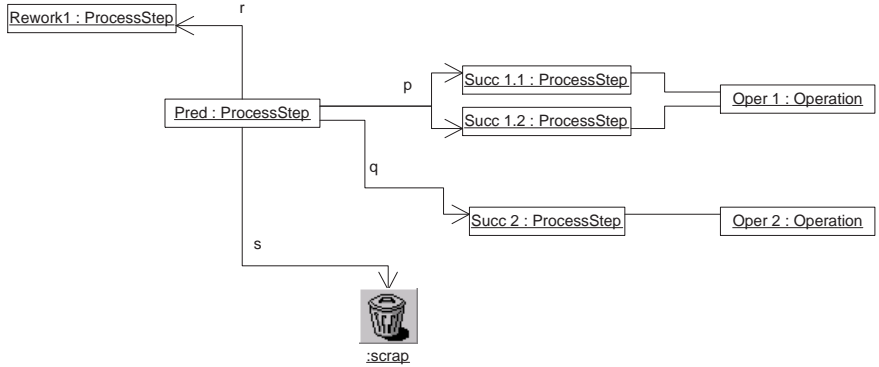 Rework1 : ProcessStep
r
p
Succ 1.1 : ProcessStep
Oper 1 : Operation
Pred : ProcessStep
Succ 1.2 : ProcessStep
q
Succ 2 : ProcessStep
Oper 2 : Operation
s
:scrap